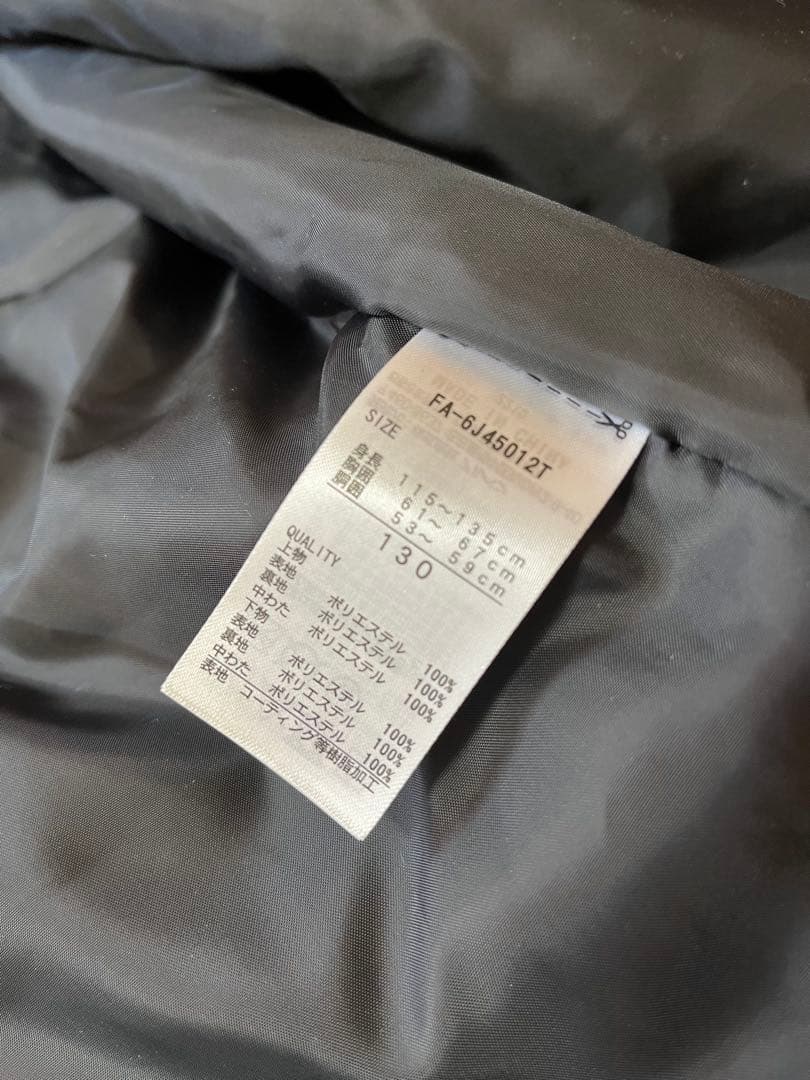 FA-6J45012T
SIZE
身長 115～135cm
胸囲 61～ 67cm
胴囲 53～ 59cm
130
QUALITY
上物
表地 ポリエステル 100%
裏地 ポリエステル 100%
中わた ポリエステル 100%
下物
表地 ポリエステル 100%
裏地 ポリエステル 100%
中わた ポリエステル 100%
表地 コーティング等樹脂加工